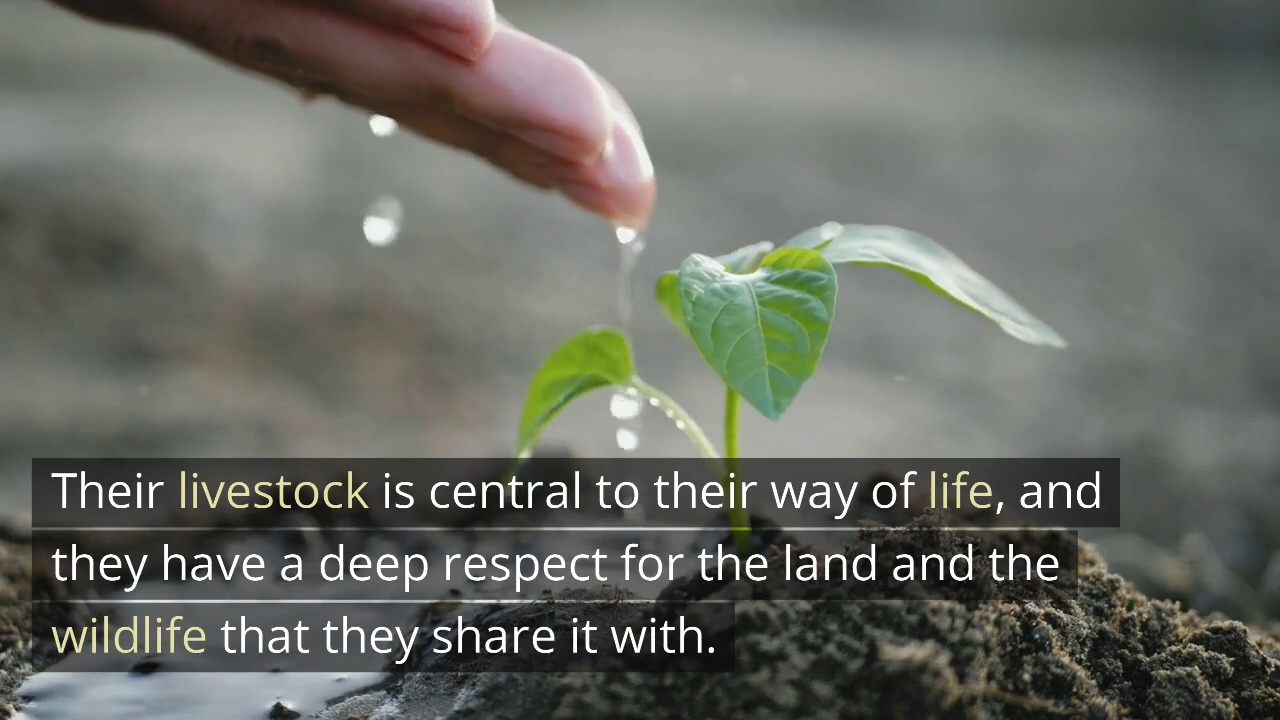 Their livestock is central to their way of life, and
they have a deep respect for the land and the
wildlife that they share it with.